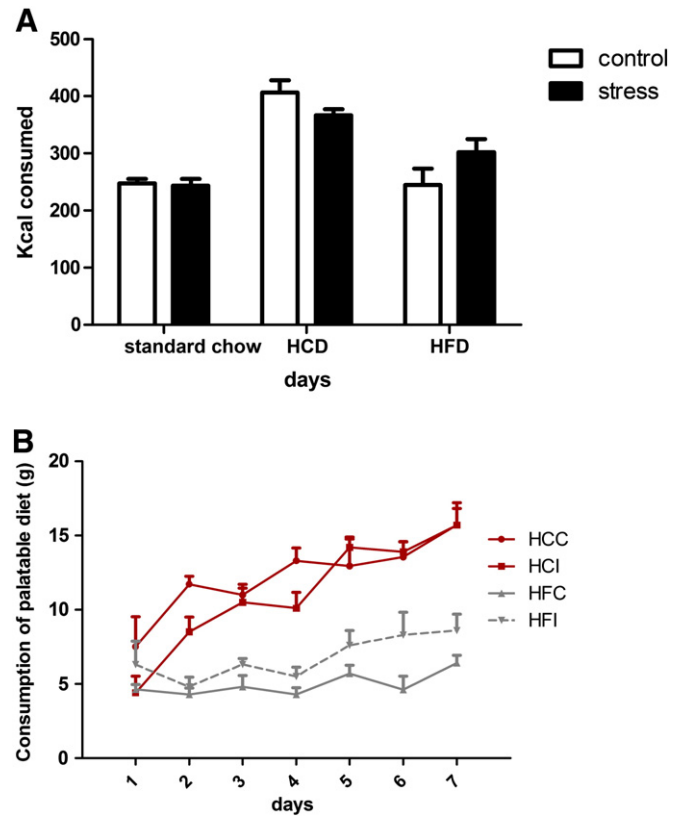 A
500
400
300
200
100
0
Kcal consumed
standard chow HCD HFD
days
control
stress
B
20
15
10
5
0
Consumption of palatable diet (g)
1 2 3 4 5 6 7
days
HCC
HCI
HFC
HFI